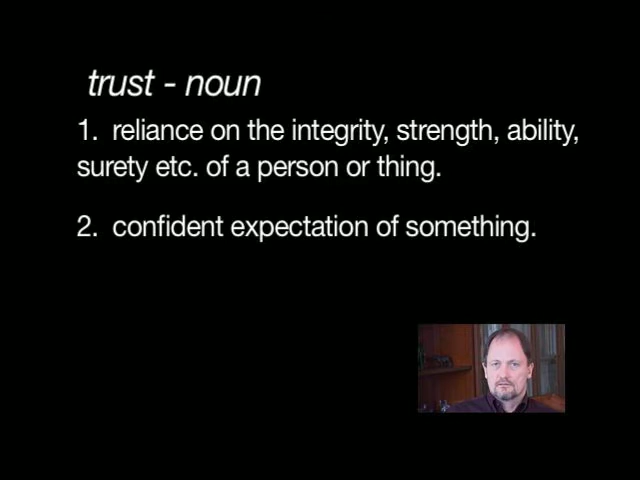 trust - noun
1. reliance on the integrity, strength, ability,
surety etc. of a person or thing.
2. confident expectation of something.